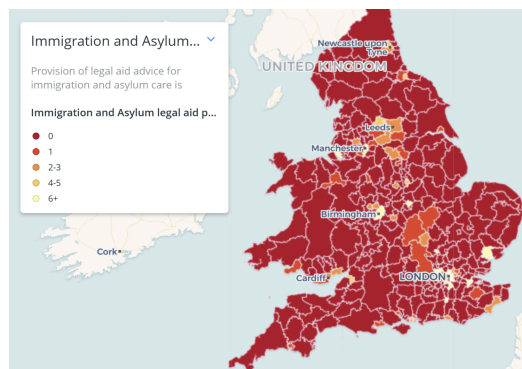 Immigration and Asylum...
Provision of legal aid advice for
immigration and asylum care is
Immigration and Asylum legal aid p...
0
1
2-3
4-5
6+
Newcastle upon
Tyne
UNITED KINGDOM
Leeds
Manchester
Birmingham
Cork
Cardiff
LONDON